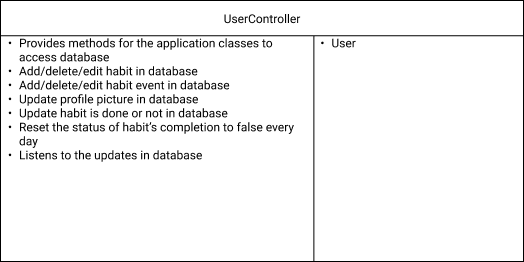 UserController
• Provides methods for the application classes to
access database
• Add/delete/edit habit in database
• Add/delete/edit habit event in database
• Update profile picture in database
• Update habit is done or not in database
• Reset the status of habit's completion to false every
day
• Listens to the updates in database
• User